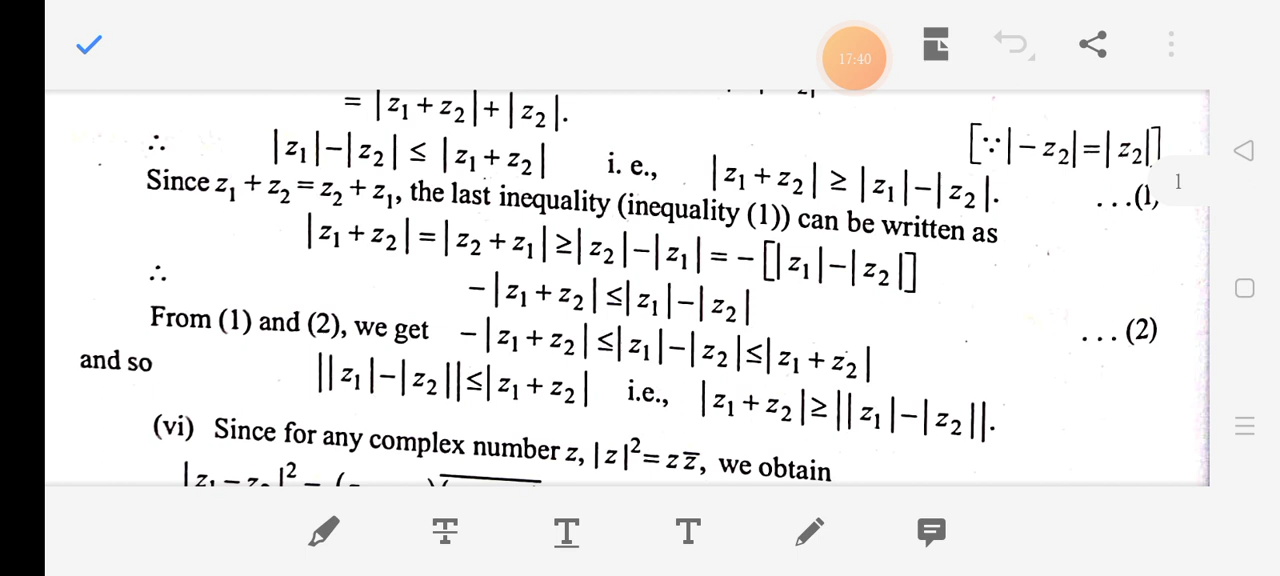 17:40
= |z₁ + z₂| + |z₂|.
[∵ |− z₂| = |z₂|]
∴ |z₁| − |z₂| ≤ |z₁ + z₂| i. e., |z₁ + z₂| ≥ |z₁| − |z₂|. ...(1)
1
Since z₁ + z₂ = z₂ + z₁, the last inequality (inequality (1)) can be written as
|z₁ + z₂| = |z₂ + z₁| ≥ |z₂| − |z₁| = − [|z₁| − |z₂|]
∴ − |z₁ + z₂| ≤ |z₁| − |z₂| ...(2)
From (1) and (2), we get − |z₁ + z₂| ≤ |z₁| − |z₂| ≤ |z₁ + z₂|
and so ||z₁| − |z₂|| ≤ |z₁ + z₂| i.e., |z₁ + z₂| ≥ ||z₁| − |z₂||.
(vi) Since for any complex number z, |z|² = z z̅, we obtain